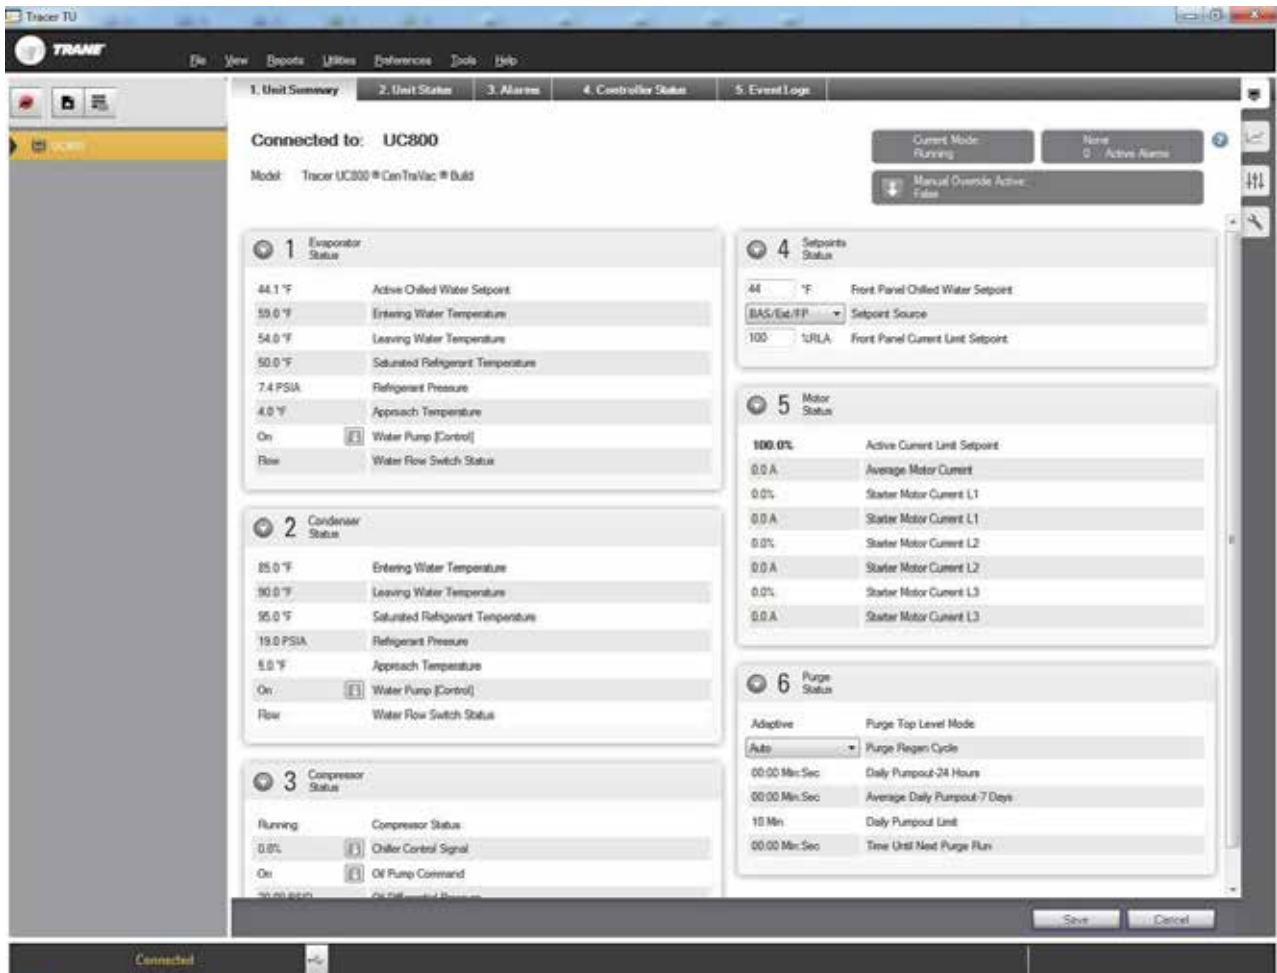 Tracer TU
TRANE
File View Reports Utilities Preferences Tools Help
1. Unit Summary 2. Unit Status 3. Alarms 4. Controller Status 5. Event Logs
UC800
Connected to: UC800
Current Mode: Running
None
0 Active Alarms
Model: Tracer UC800 ® CenTraVac ® Build
Manual Override Active:
False
1 Evaporator Status
44.1 °F Active Chilled Water Setpoint
59.0 °F Entering Water Temperature
54.0 °F Leaving Water Temperature
50.0 °F Saturated Refrigerant Temperature
7.4 PSIA Refrigerant Pressure
4.0 °F Approach Temperature
On Water Pump [Control]
Flow Water Flow Switch Status
2 Condenser Status
85.0 °F Entering Water Temperature
90.0 °F Leaving Water Temperature
95.0 °F Saturated Refrigerant Temperature
19.0 PSIA Refrigerant Pressure
5.0 °F Approach Temperature
On Water Pump [Control]
Flow Water Flow Switch Status
3 Compressor Status
Running Compressor Status
0.0% Chiller Control Signal
On Oil Pump Command
20.00 PSID Oil Differential Pressure
4 Setpoints Status
44 °F Front Panel Chilled Water Setpoint
BAS/Ext/FP Setpoint Source
100 %RLA Front Panel Current Limit Setpoint
5 Motor Status
100.0% Active Current Limit Setpoint
0.0 A Average Motor Current
0.0% Starter Motor Current L1
0.0 A Starter Motor Current L1
0.0% Starter Motor Current L2
0.0 A Starter Motor Current L2
0.0% Starter Motor Current L3
0.0 A Starter Motor Current L3
6 Purge Status
Adaptive Purge Top Level Mode
Auto Purge Regen Cycle
00:00 Min:Sec Daily Pumpout-24 Hours
00:00 Min:Sec Average Daily Pumpout-7 Days
10 Min Daily Pumpout Limit
00:00 Min:Sec Time Until Next Purge Run
Save Cancel
Connected